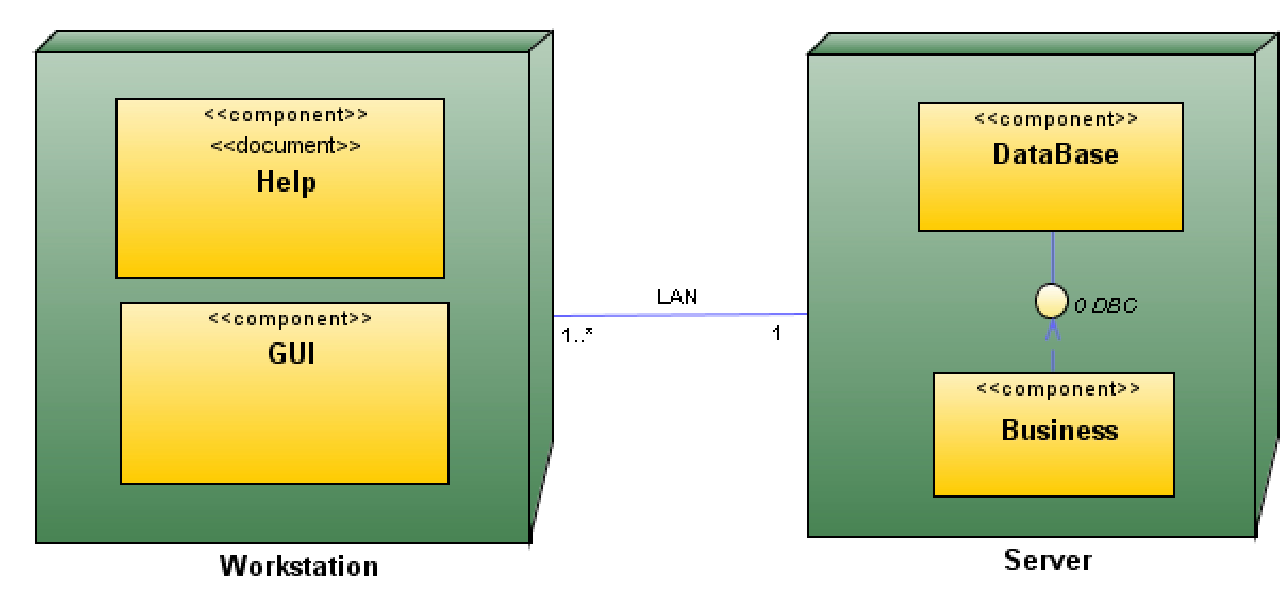 <<component>>
<<document>>
Help
<<component>>
GUI
Workstation
LAN
1..*
1
<<component>>
DataBase
0 DBC
<<component>>
Business
Server